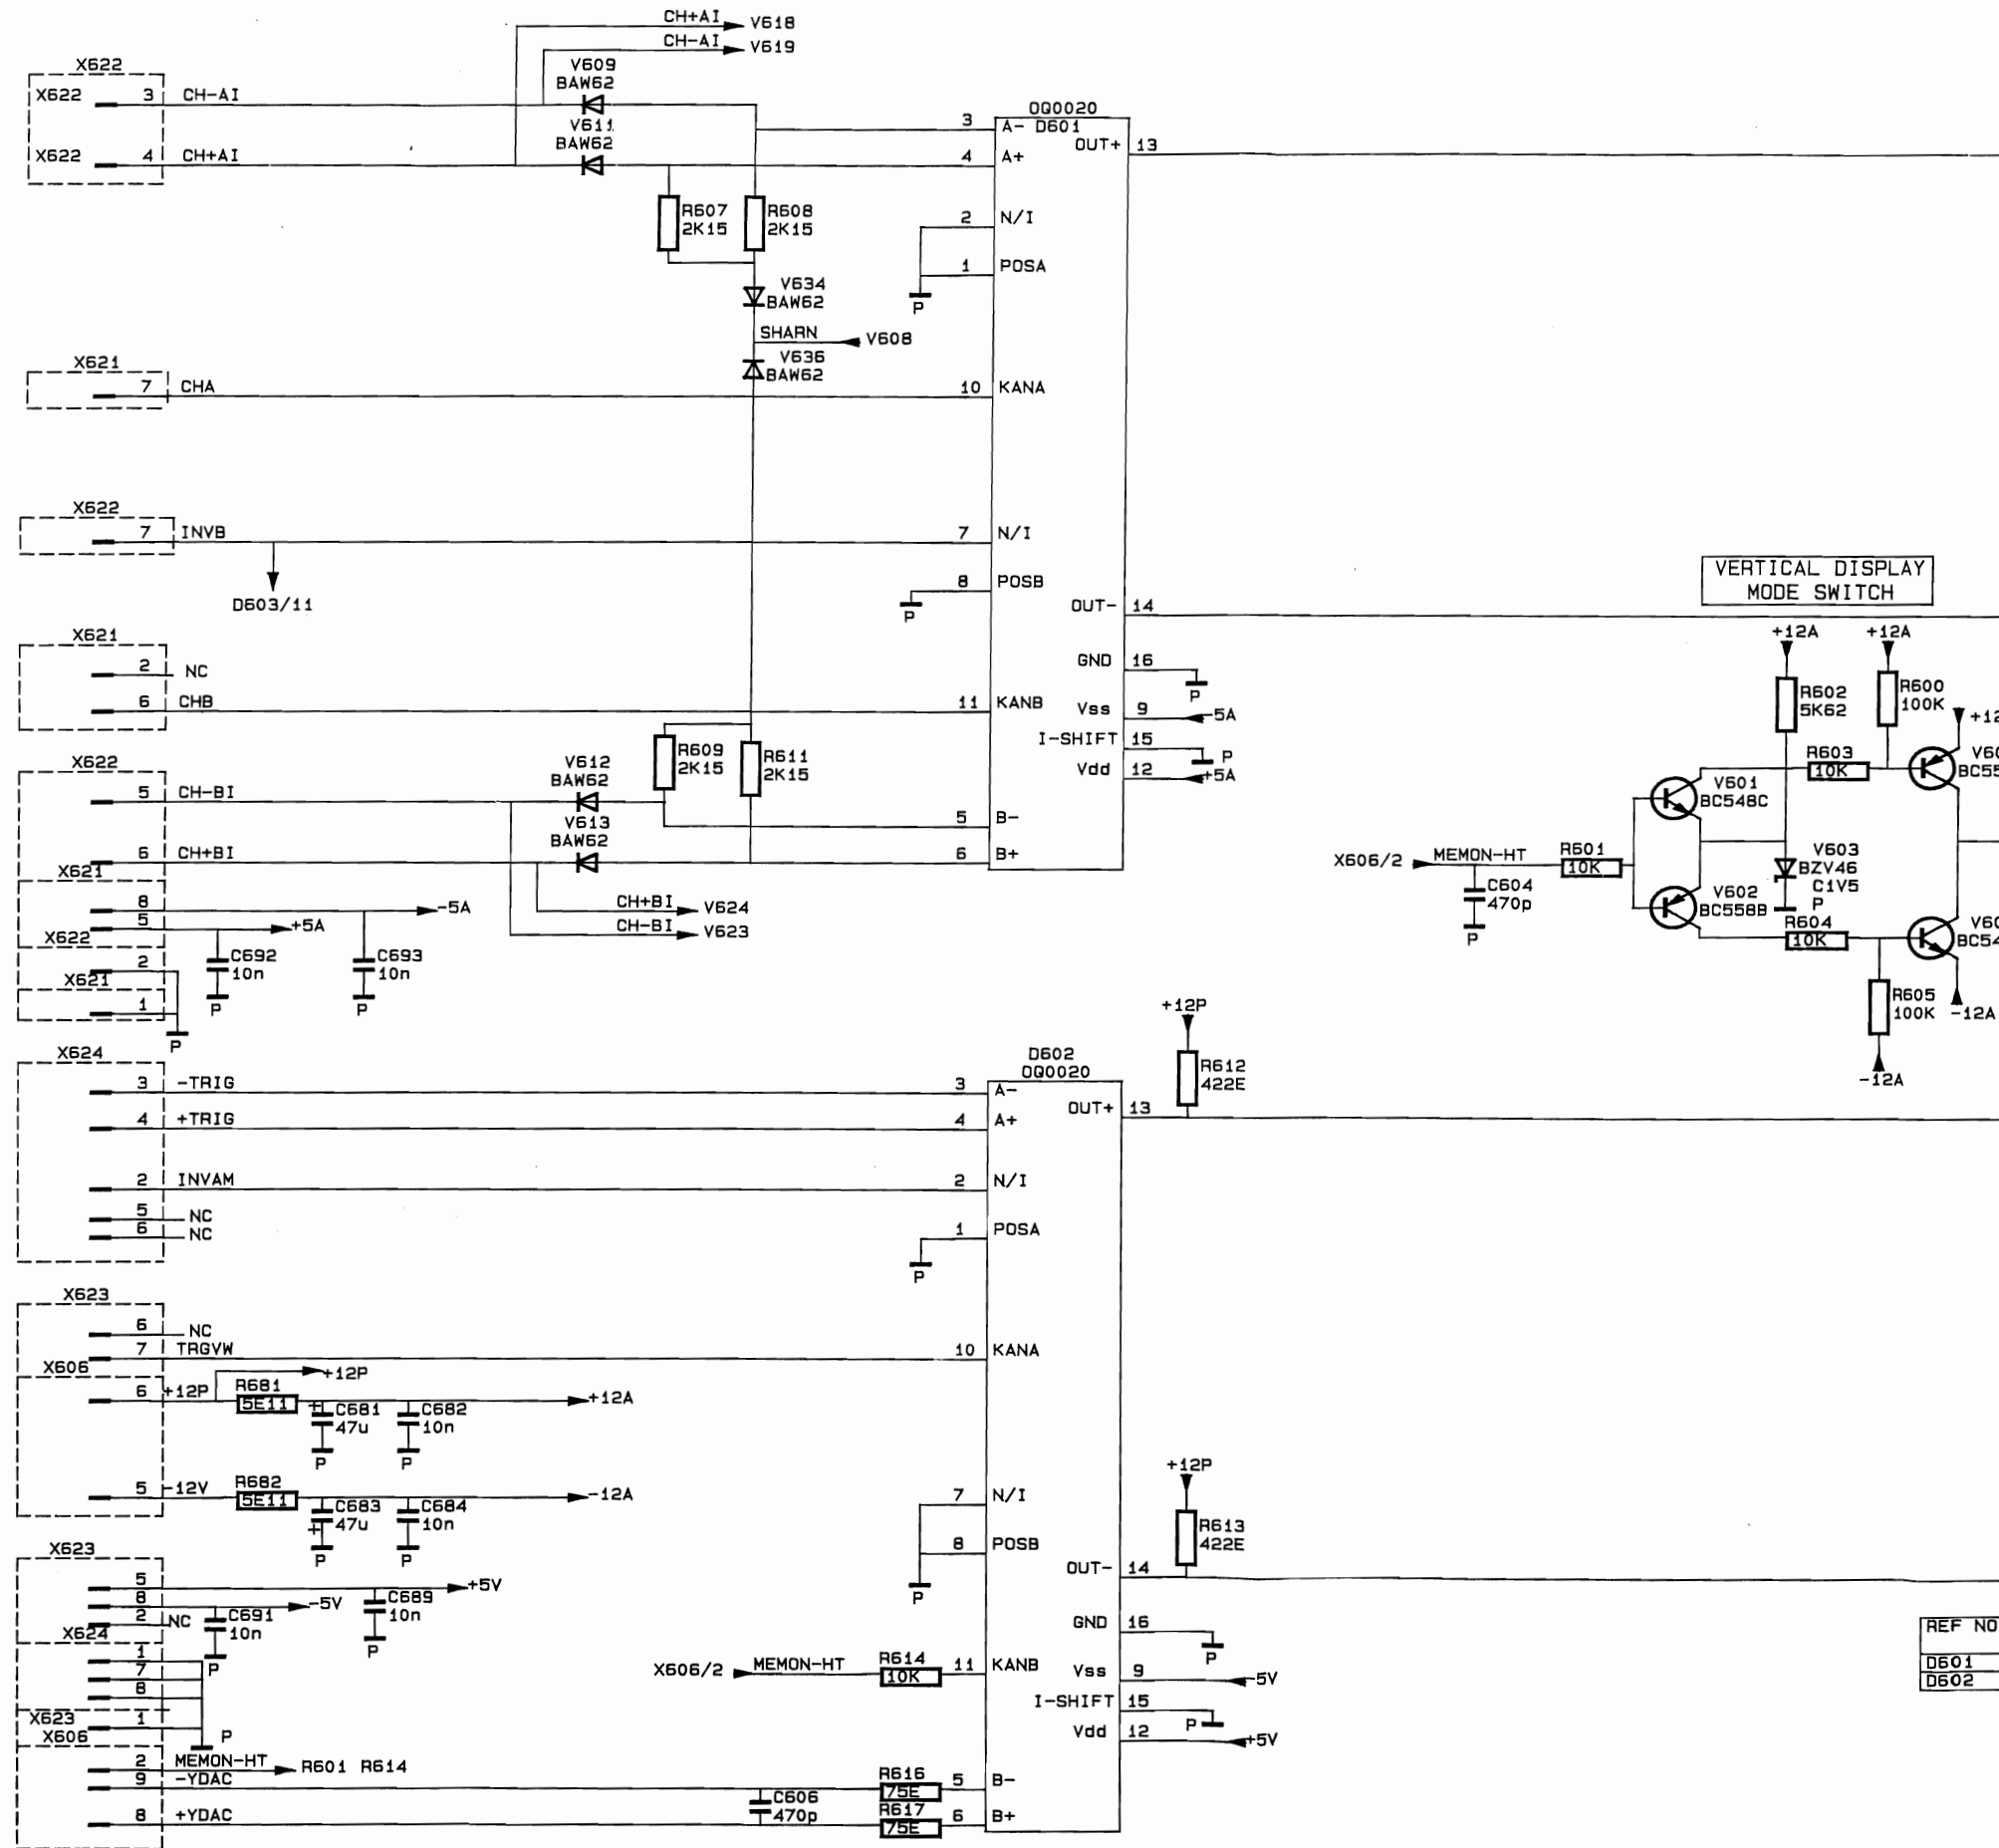 CH+AI V618
CH-AI V619
X622
X622 3 CH-AI
V609
BAW62
X622 4 CH+AI
V611
BAW62
OQ0020
D601
3 A-
4 A+
OUT+ 13
R607
2K15
R608
2K15
2 N/I
1 POSA
P
V634
BAW62
SHARN V608
V636
BAW62
X621
7 CHA
10 KANA
X622
7 INVB
7 N/I
D603/11
8 POSB
P
OUT- 14
VERTICAL DISPLAY
MODE SWITCH
X621
2 NC
6 CHB
11 KANB
GND 16
P
Vss 9 -5A
I-SHIFT 15
P
Vdd 12 +5A
R609
2K15
R611
2K15
X622
5 CH-BI
V612
BAW62
5 B-
V613
BAW62
6 CH+BI
6 B+
X621
8 -5A
5 +5A
CH+BI V624
CH-BI V623
X622
2
C692
10n
P
C693
10n
P
X621
1
P
+12A
+12A
R602
5K62
R600
100K
+12
R603
10K
V60
BC55
V601
BC548C
X606/2 MEMON-HT
R601
10K
C604
470p
P
V603
BZV46
C1V5
P
V602
BC558B
R604
10K
V60
BC54
R605
100K
-12A
-12A
X624
3 -TRIG
4 +TRIG
2 INVAM
5 NC
6 NC
D602
OQ0020
3 A-
4 A+
OUT+ 13
+12P
R612
422E
2 N/I
1 POSA
P
X623
6 NC
7 TRGVW
10 KANA
X606
6 +12P
+12P
R681
5E11
+
C681
47u
P
C682
10n
P
+12A
5 -12V
R682
5E11
C683
47u
+
P
C684
10n
P
-12A
7 N/I
8 POSB
P
+12P
R613
422E
OUT- 14
X623
5 +5V
8 -5V
2 NC
C691
10n
P
C689
10n
P
X624
1
7
8
X623
1
P
X606/2 MEMON-HT
R614
10K
11 KANB
GND 16
P
Vss 9 -5V
I-SHIFT 15
P
Vdd 12 +5V
X606
2 MEMON-HT R601 R614
9 -YDAC
8 +YDAC
C606
470p
R616
75E
5 B-
R617
75E
6 B+
REF NO
D601
D602